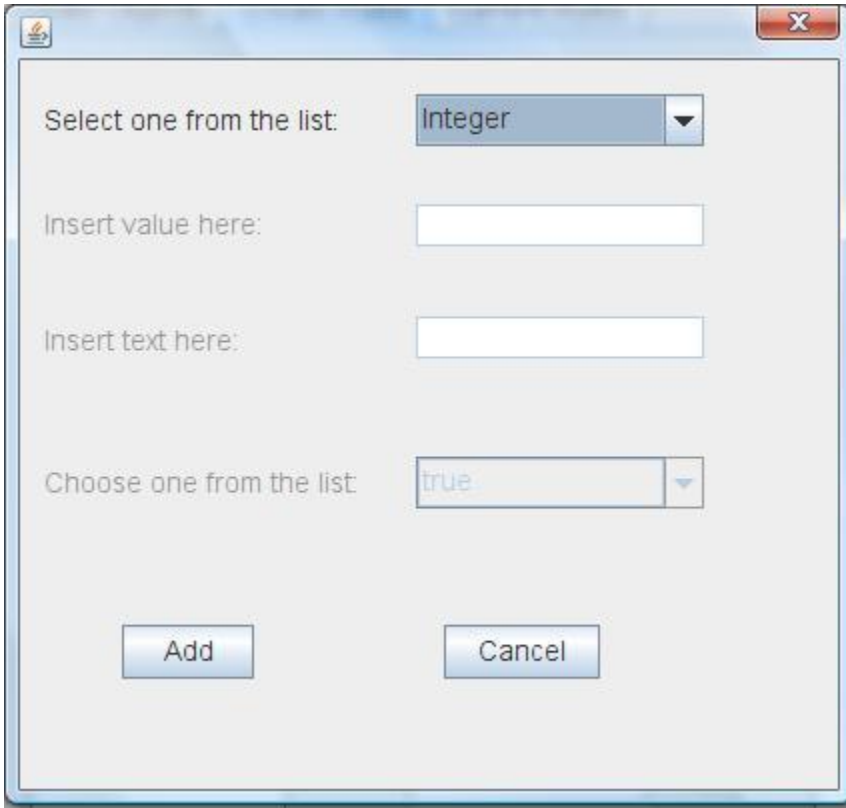 Select one from the list: Integer
Insert value here:
Insert text here:
Choose one from the list: true
Add Cancel